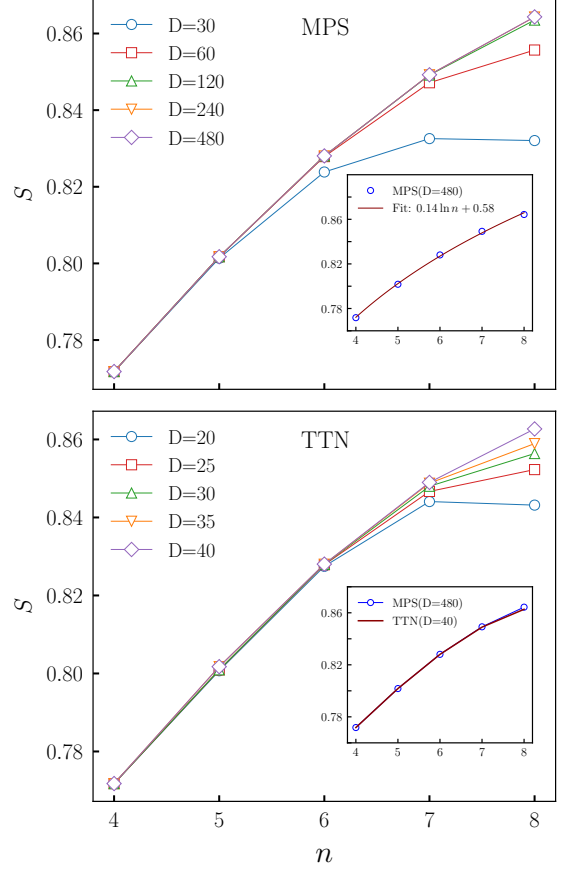 MPS
D=30
D=60
D=120
D=240
D=480
S
0.86
0.84
0.82
0.80
0.78
MPS(D=480)
Fit: 0.14 ln n + 0.58
0.86
0.82
0.78
4 5 6 7 8
TTN
D=20
D=25
D=30
D=35
D=40
S
0.86
0.84
0.82
0.80
0.78
MPS(D=480)
TTN(D=40)
0.86
0.82
0.78
4 5 6 7 8
4 5 6 7 8
n